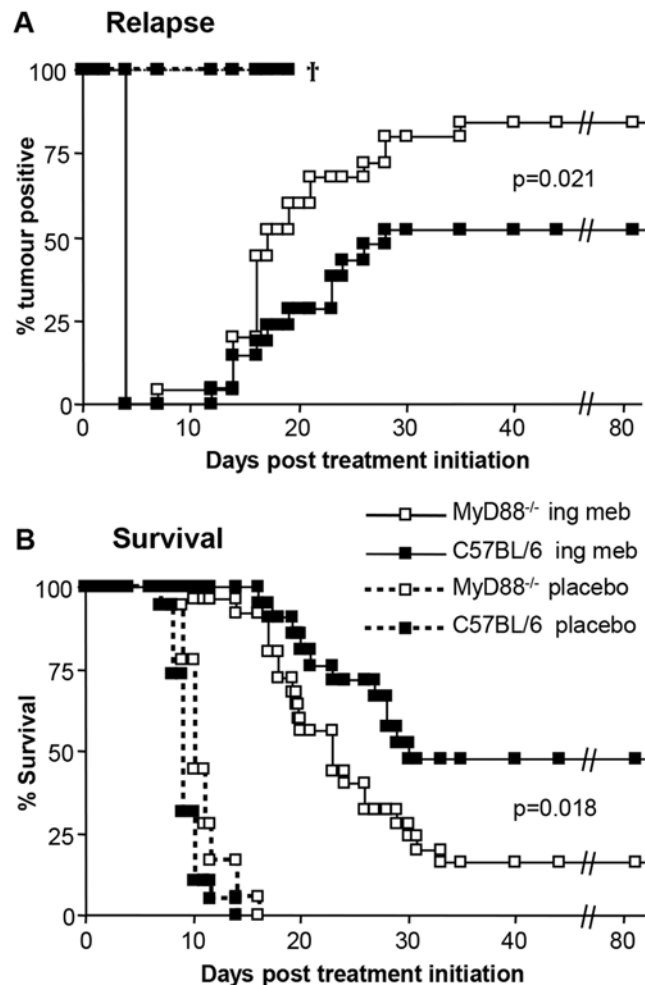 A Relapse
100
75
50
25
0
% tumour positive
†
p=0.021
0 10 20 30 40 80
Days post treatment initiation
B Survival
MyD88-/- ing meb
C57BL/6 ing meb
MyD88-/- placebo
C57BL/6 placebo
100
75
50
25
0
% Survival
p=0.018
0 10 20 30 40 80
Days post treatment initiation